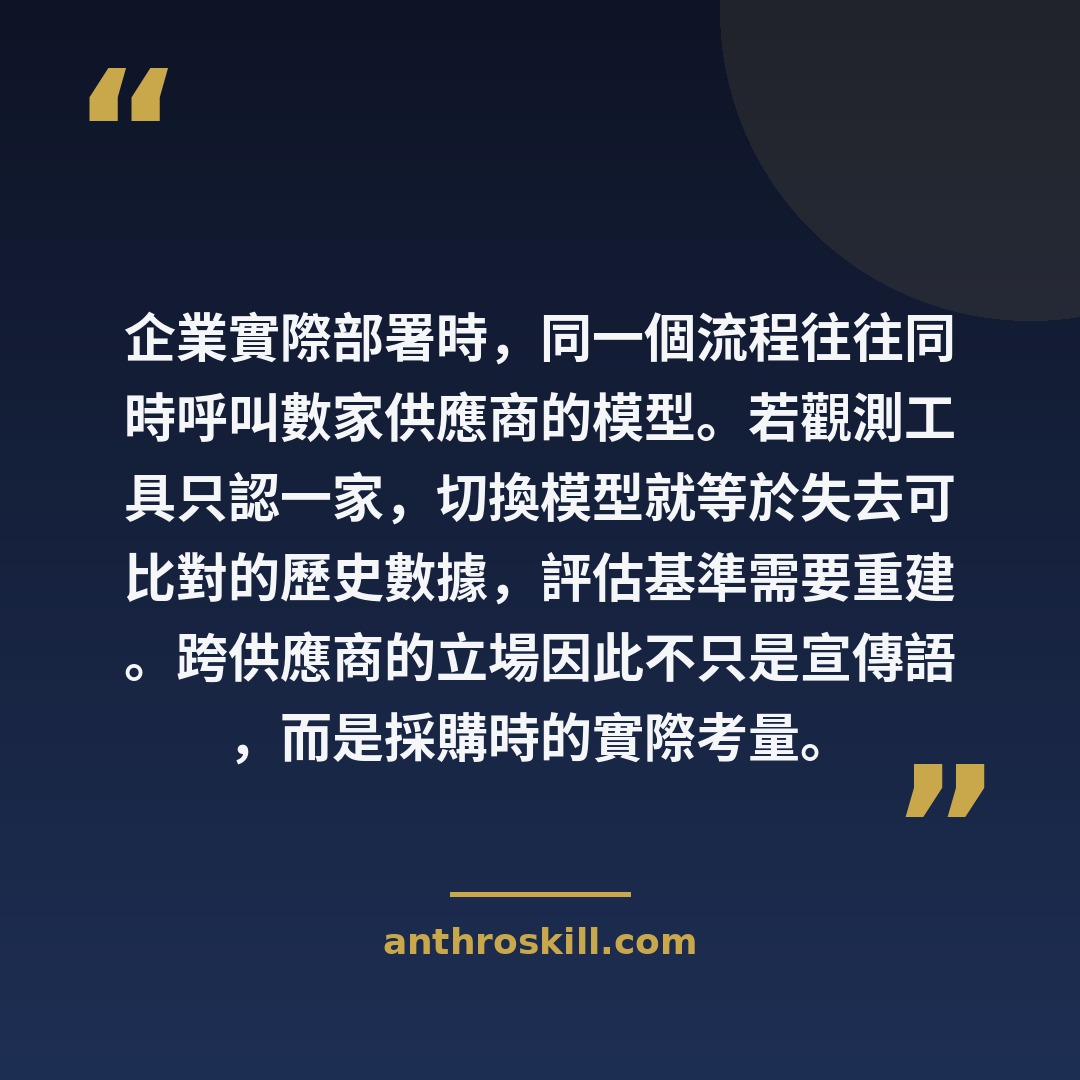 “
企業實際部署時，同一個流程往往同
時呼叫數家供應商的模型。若觀測工
具只認一家，切換模型就等於失去可
比對的歷史數據，評估基準需要重建
。跨供應商的立場因此不只是宣傳語
，而是採購時的實際考量。
”
anthroskill.com